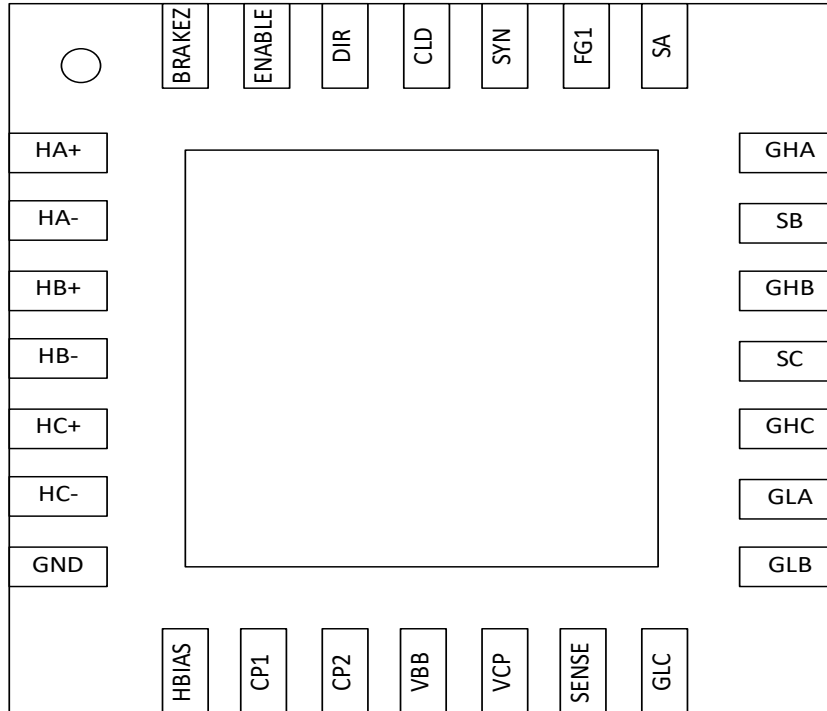 BRAKEZ
ENABLE
DIR
CLD
SYN
FG1
SA
HA+
HA-
HB+
HB-
HC+
HC-
GND
GHA
SB
GHB
SC
GHC
GLA
GLB
HBIAS
CP1
CP2
VBB
VCP
SENSE
GLC